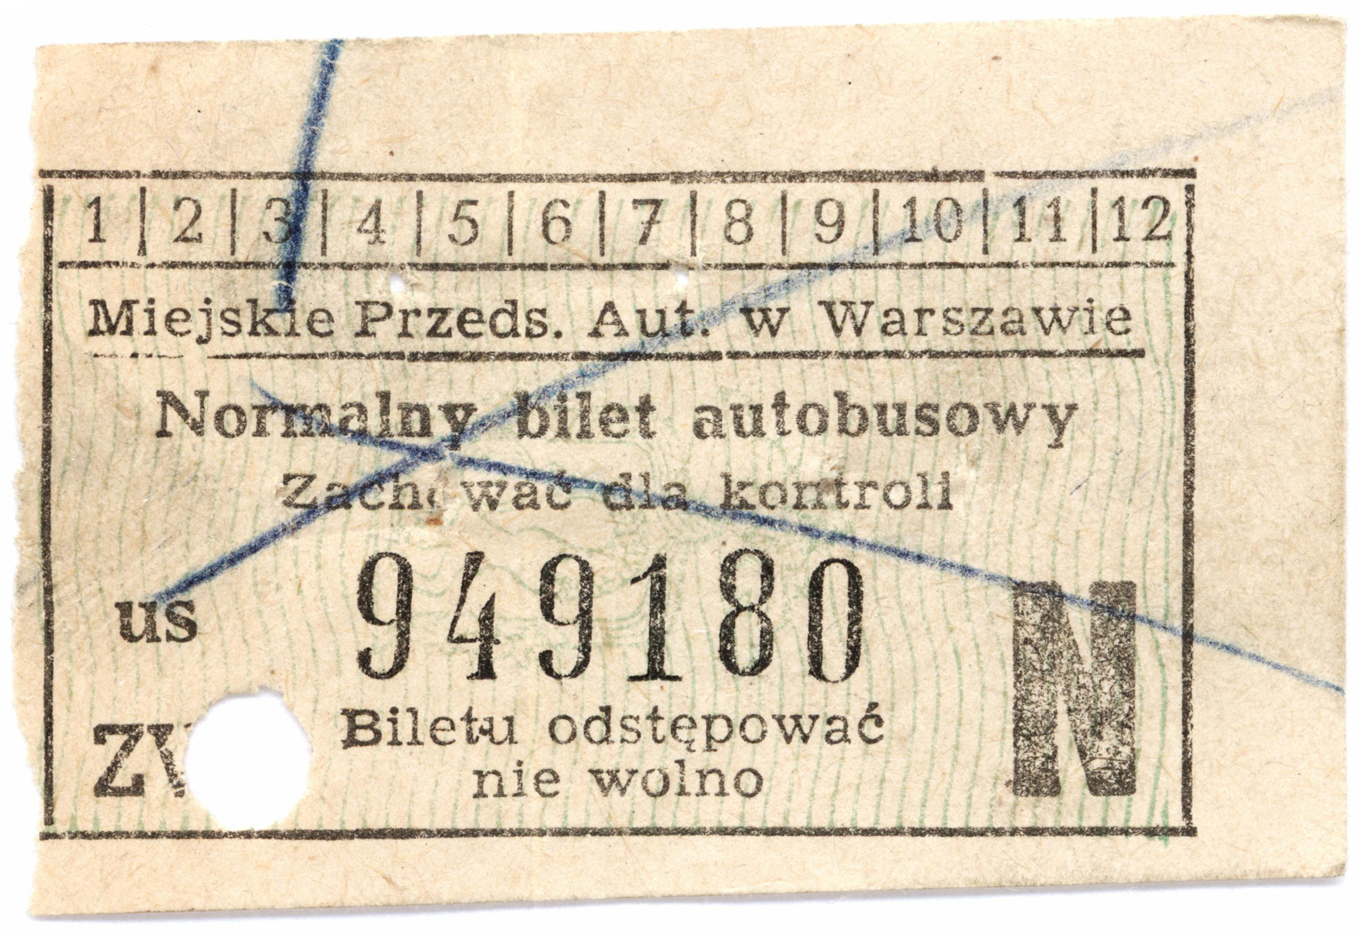 1 | 2 | 3 | 4 | 5 | 6 | 7 | 8 | 9 | 10 | 11 | 12
Miejskie Przeds. Aut. w Warszawie
Normalny bilet autobusowy
Zachować dla kontroli
us 949180 N
ZW Biletu odstępować
nie wolno